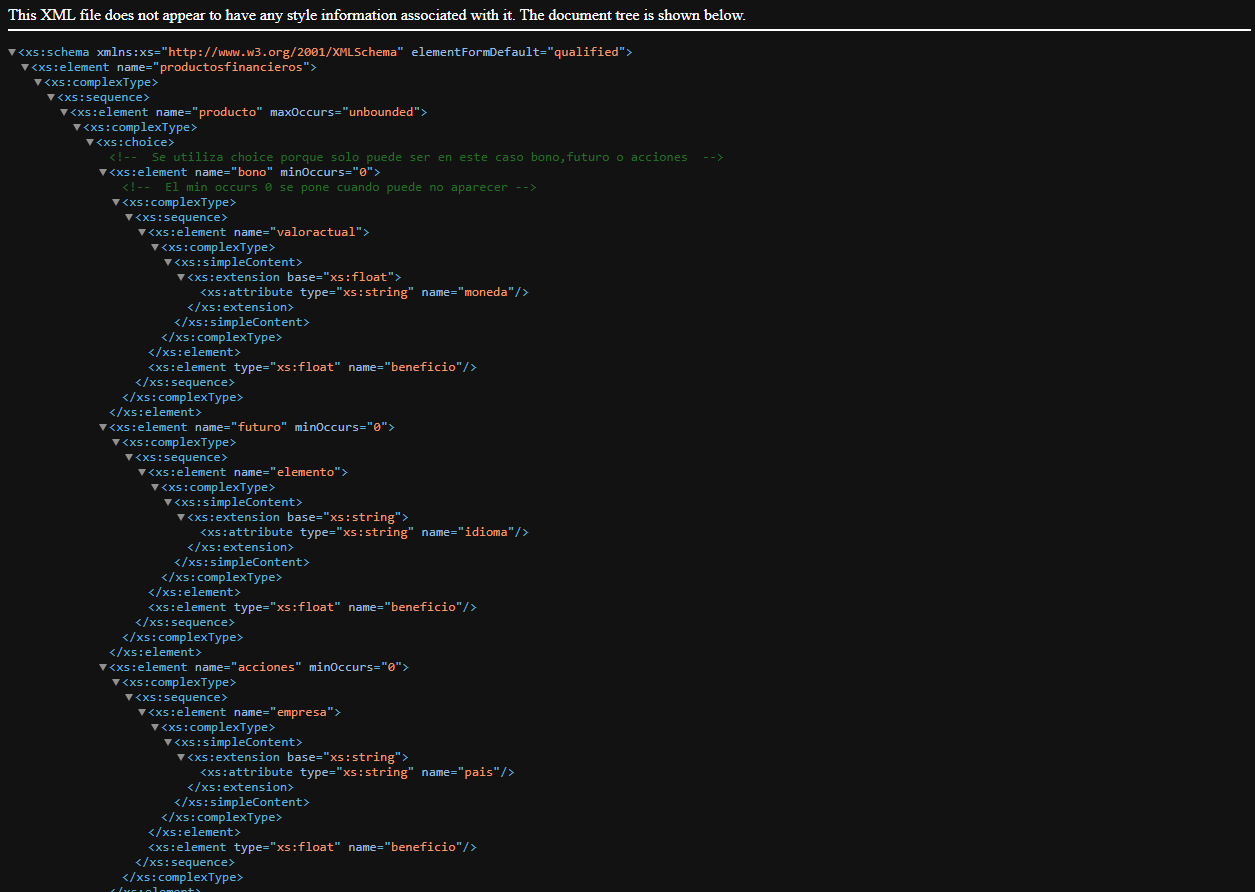 This XML file does not appear to have any style information associated with it. The document tree is shown below.
▼<xs:schema xmlns:xs="http://www.w3.org/2001/XMLSchema" elementFormDefault="qualified">
▼<xs:element name="productosfinancieros">
▼<xs:complexType>
▼<xs:sequence>
▼<xs:element name="producto" maxOccurs="unbounded">
▼<xs:complexType>
▼<xs:choice>
<!--  Se utiliza choice porque solo puede ser en este caso bono,futuro o acciones  -->
▼<xs:element name="bono" minOccurs="0">
<!--  El min occurs 0 se pone cuando puede no aparecer -->
▼<xs:complexType>
▼<xs:sequence>
▼<xs:element name="valoractual">
▼<xs:complexType>
▼<xs:simpleContent>
▼<xs:extension base="xs:float">
<xs:attribute type="xs:string" name="moneda"/>
</xs:extension>
</xs:simpleContent>
</xs:complexType>
</xs:element>
<xs:element type="xs:float" name="beneficio"/>
</xs:sequence>
</xs:complexType>
</xs:element>
▼<xs:element name="futuro" minOccurs="0">
▼<xs:complexType>
▼<xs:sequence>
▼<xs:element name="elemento">
▼<xs:complexType>
▼<xs:simpleContent>
▼<xs:extension base="xs:string">
<xs:attribute type="xs:string" name="idioma"/>
</xs:extension>
</xs:simpleContent>
</xs:complexType>
</xs:element>
<xs:element type="xs:float" name="beneficio"/>
</xs:sequence>
</xs:complexType>
</xs:element>
▼<xs:element name="acciones" minOccurs="0">
▼<xs:complexType>
▼<xs:sequence>
▼<xs:element name="empresa">
▼<xs:complexType>
▼<xs:simpleContent>
▼<xs:extension base="xs:string">
<xs:attribute type="xs:string" name="pais"/>
</xs:extension>
</xs:simpleContent>
</xs:complexType>
</xs:element>
<xs:element type="xs:float" name="beneficio"/>
</xs:sequence>
</xs:complexType>
</xs:element>